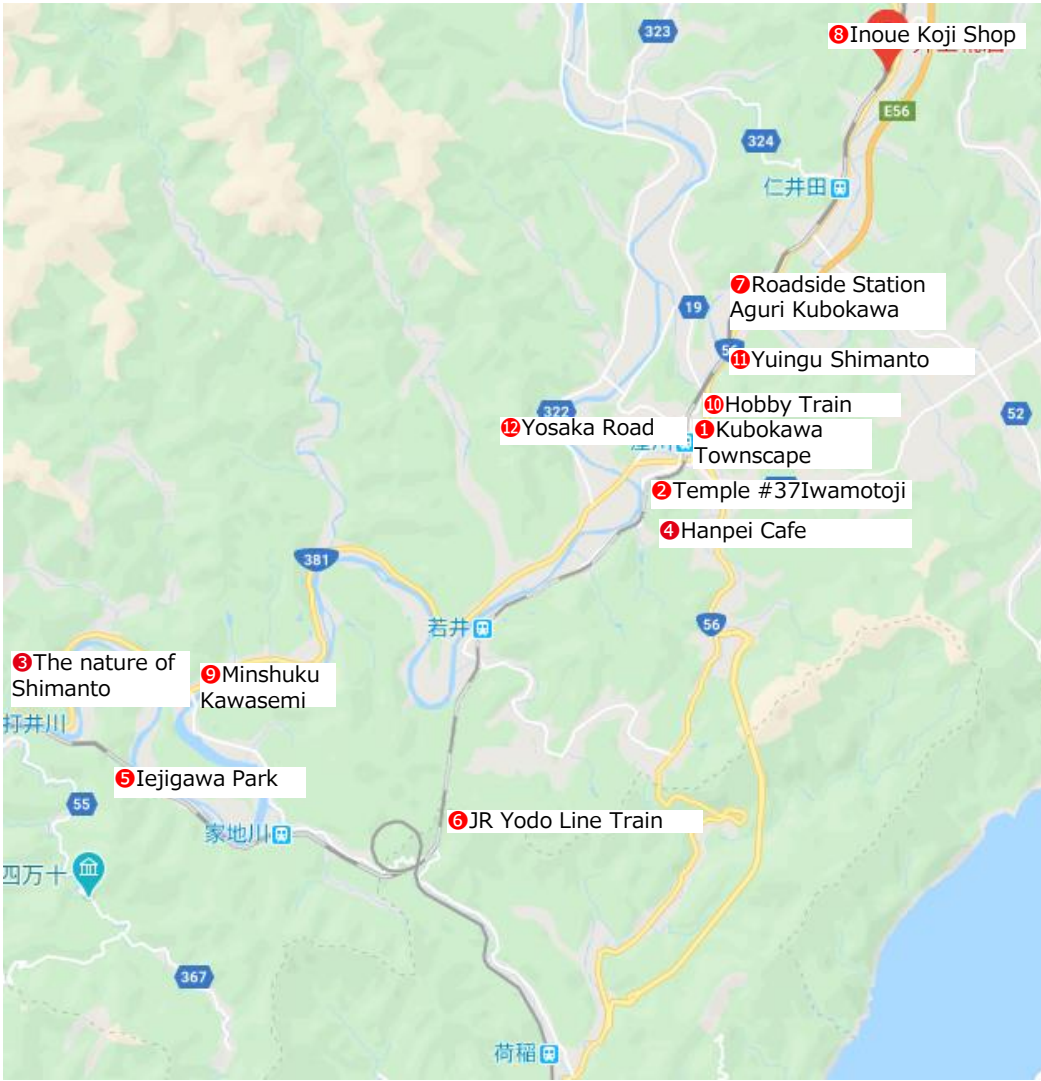 323
❽Inoue Koji Shop
E56
324
仁井田
❼Roadside Station
Aguri Kubokawa
19
⓫Yuingu Shimanto
❿Hobby Train
322
52
⓬Yosaka Road
❶Kubokawa
Townscape
❷Temple #37Iwamotoji
❹Hanpei Cafe
381
若井
56
❸The nature of
Shimanto
❾Minshuku
Kawasemi
打井川
❺Iejigawa Park
55
家地川
❻JR Yodo Line Train
四万十
367
荷稲